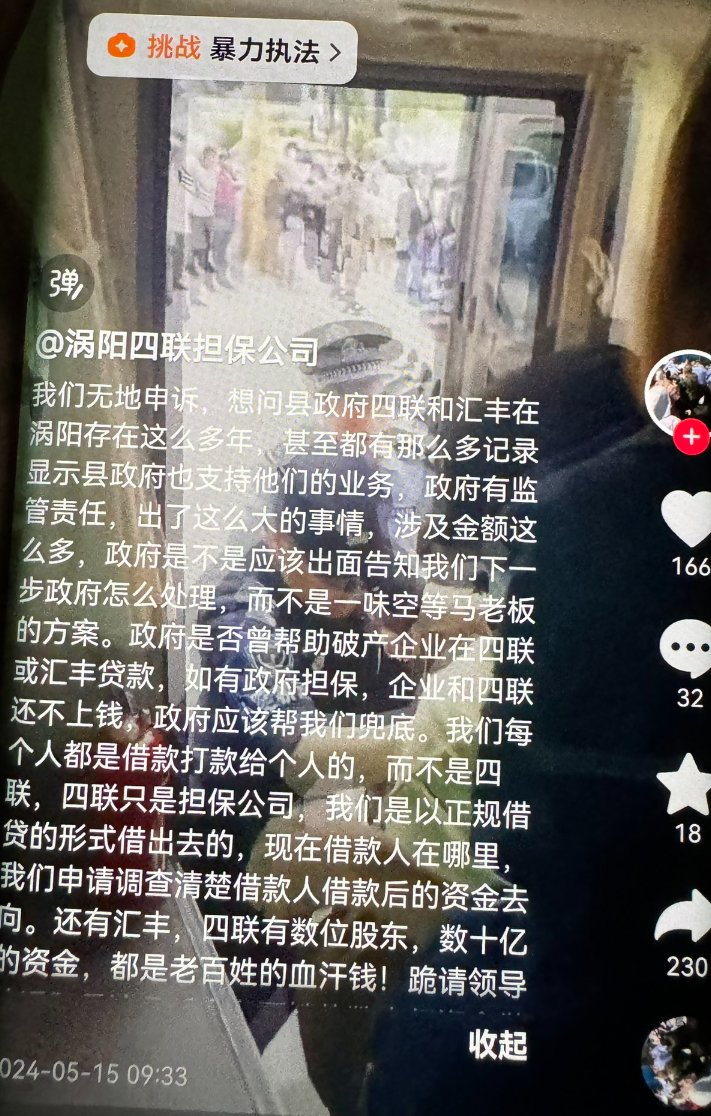 挑战 暴力执法 >
弹
@涡阳四联担保公司
我们无地申诉，想问县政府四联和汇丰在
涡阳存在这么多年，甚至都有那么多记录
显示县政府也支持他们的业务，政府有监
管责任，出了这么大的事情，涉及金额这
么多，政府是不是应该出面告知我们下一
步政府怎么处理，而不是一味空等马老板
的方案。政府是否曾帮助破产企业在四联
或汇丰贷款，如有政府担保，企业和四联
还不上钱，政府应该帮我们兜底。我们每
个人都是借款打款给个人的，而不是四
联，四联只是担保公司，我们是以正规借
贷的形式借出去的，现在借款人在哪里，
我们申请调查清楚借款人借款后的资金去
向。还有汇丰，四联有数位股东，数十亿
的资金，都是老百姓的血汗钱！跪请领导
收起
024-05-15 09:33
166
32
18
230